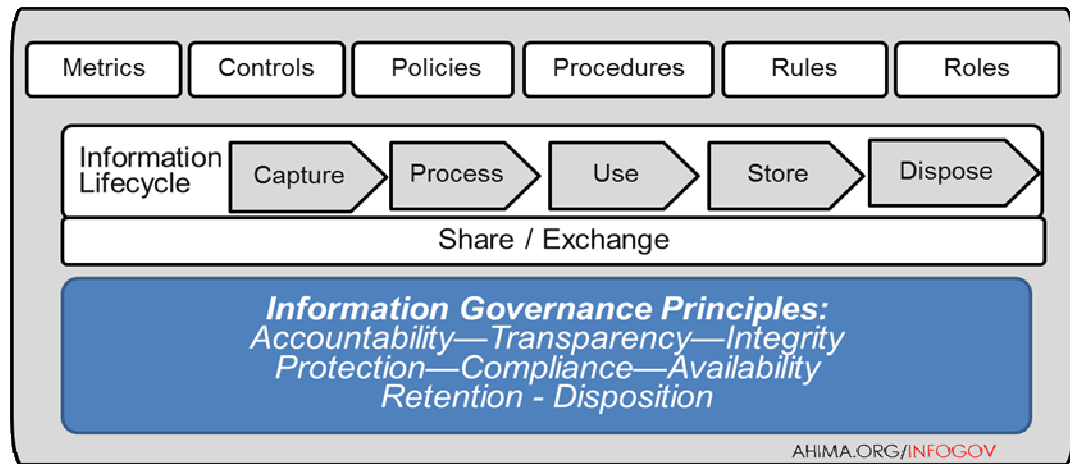 Metrics Controls Policies Procedures Rules Roles
Information Lifecycle
Capture Process Use Store Dispose
Share / Exchange
Information Governance Principles:
Accountability—Transparency—Integrity
Protection—Compliance—Availability
Retention - Disposition
AHIMA.ORG/INFOGOV